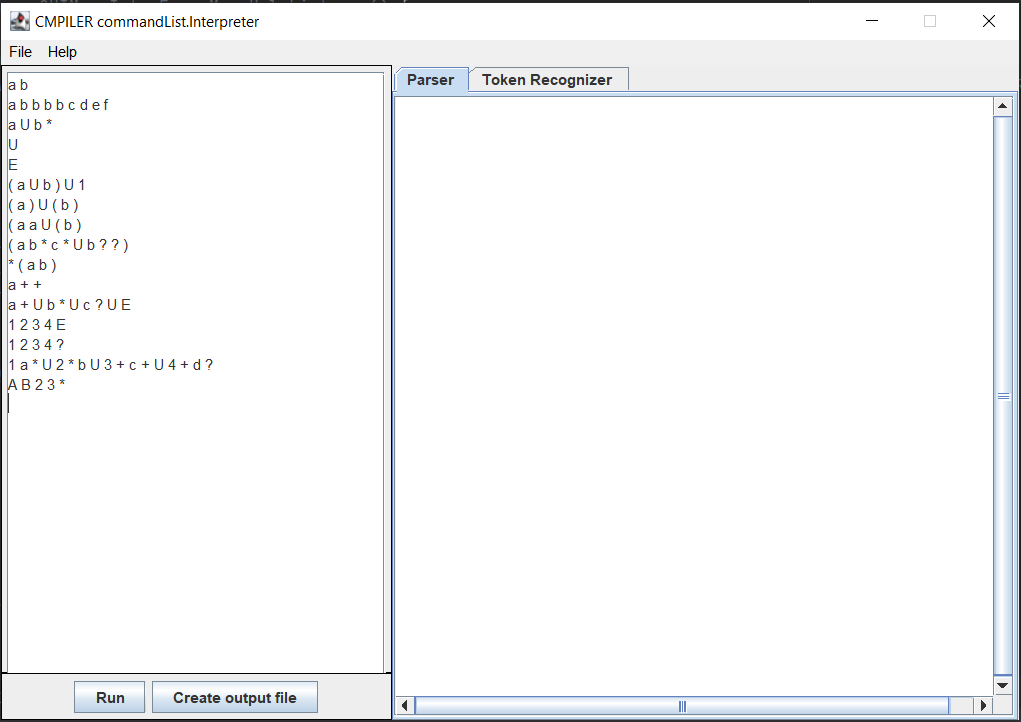 CMPILER commandList.Interpreter
File Help
a b
a b b b b c d e f
a U b *
U
E
( a U b ) U 1
( a ) U ( b )
( a a U ( b )
( a b * c * U b ? ? )
* ( a b )
a + +
a + U b * U c ? U E
1 2 3 4 E
1 2 3 4 ?
1 a * U 2 * b U 3 + c + U 4 + d ?
A B 2 3 *
Parser Token Recognizer
Run Create output file